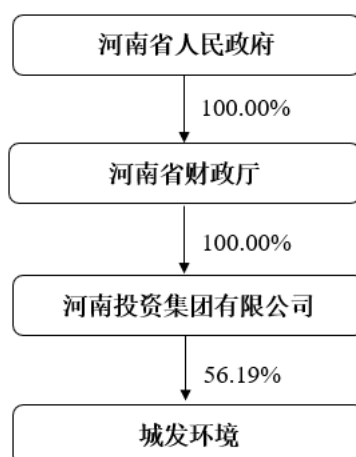 河南省人民政府
100.00%
河南省财政厅
100.00%
河南投资集团有限公司
56.19%
城发环境